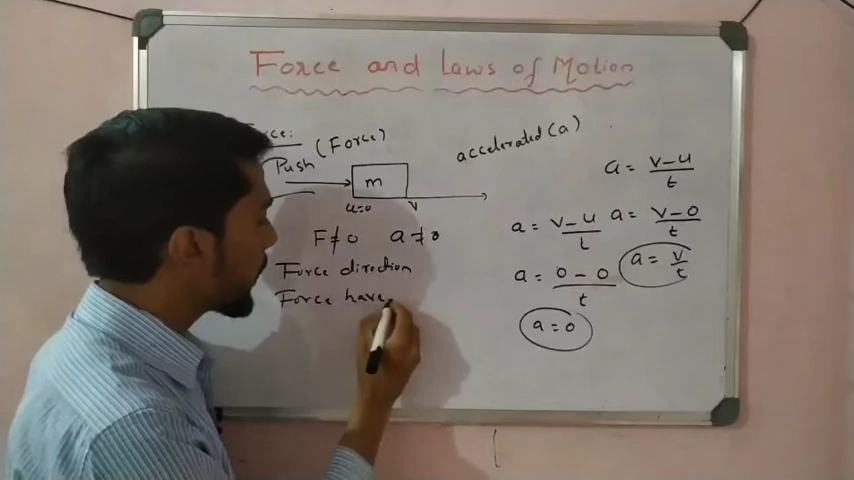 Force and Laws of Motion
ce:
Push (Force)
m
u=0 v
accelerated (a)
F≠0 a≠0
Force direction
Force have
a = v-u/t
a = v-u/t a = v-0/t
a = 0-0/t a = v/t
a = 0